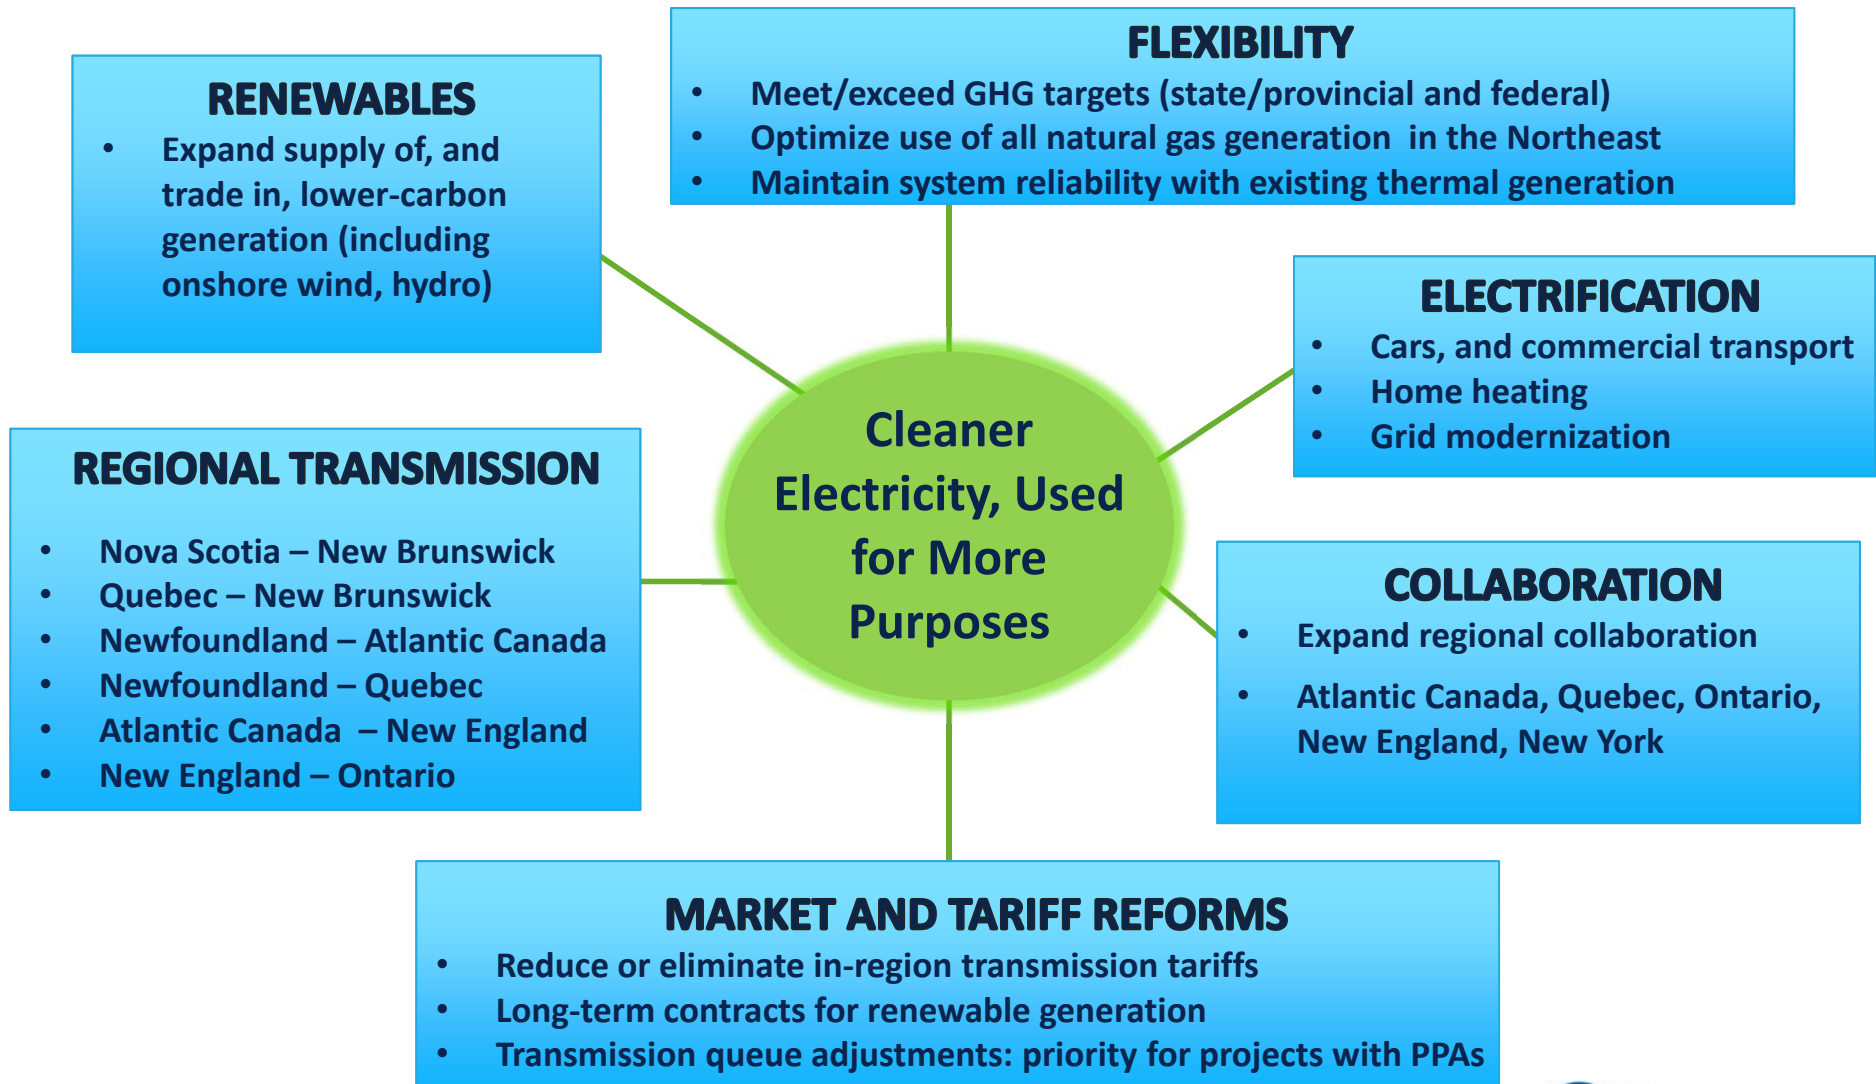 FLEXIBILITY
• Meet/exceed GHG targets (state/provincial and federal)
• Optimize use of all natural gas generation in the Northeast
• Maintain system reliability with existing thermal generation
RENEWABLES
• Expand supply of, and
trade in, lower-carbon
generation (including
onshore wind, hydro)
ELECTRIFICATION
• Cars, and commercial transport
• Home heating
• Grid modernization
Cleaner
Electricity, Used
for More
Purposes
REGIONAL TRANSMISSION
• Nova Scotia – New Brunswick
• Quebec – New Brunswick
• Newfoundland – Atlantic Canada
• Newfoundland – Quebec
• Atlantic Canada – New England
• New England – Ontario
COLLABORATION
• Expand regional collaboration
• Atlantic Canada, Quebec, Ontario,
New England, New York
MARKET AND TARIFF REFORMS
• Reduce or eliminate in-region transmission tariffs
• Long-term contracts for renewable generation
• Transmission queue adjustments: priority for projects with PPAs